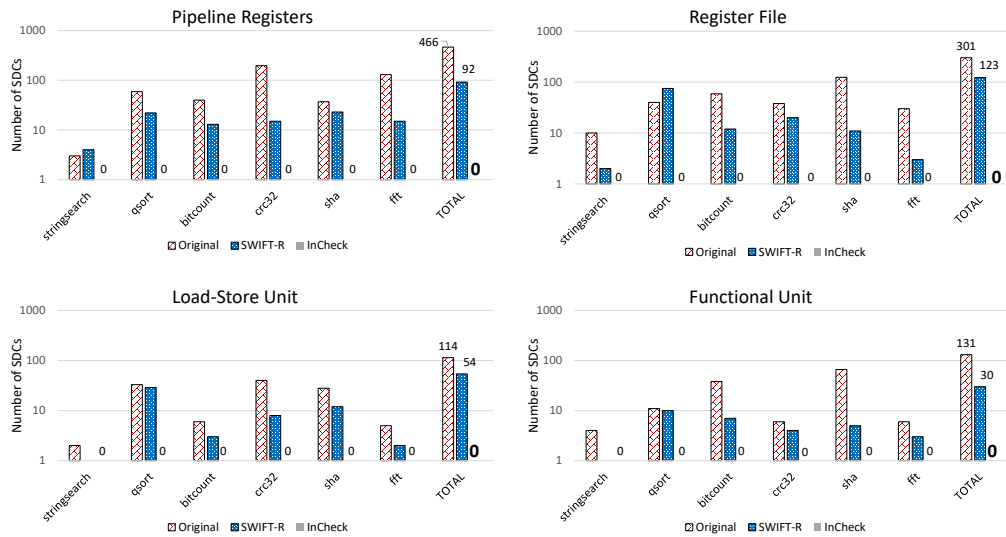 Pipeline Registers
Number of SDCs
1000
100
10
1
466
92
0
0
0
0
0
0
0
stringsearch
qsort
bitcount
crc32
sha
fft
TOTAL
Original SWIFT-R InCheck
Register File
Number of SDCs
1000
100
10
1
301
123
0
0
0
0
0
0
0
stringsearch
qsort
bitcount
crc32
sha
fft
TOTAL
Original SWIFT-R InCheck
Load-Store Unit
Number of SDCs
1000
100
10
1
114
54
0
0
0
0
0
0
0
stringsearch
qsort
bitcount
crc32
sha
fft
TOTAL
Original SWIFT-R InCheck
Functional Unit
Number of SDCs
1000
100
10
1
131
30
0
0
0
0
0
0
0
stringsearch
qsort
bitcount
crc32
sha
fft
TOTAL
Original SWIFT-R InCheck